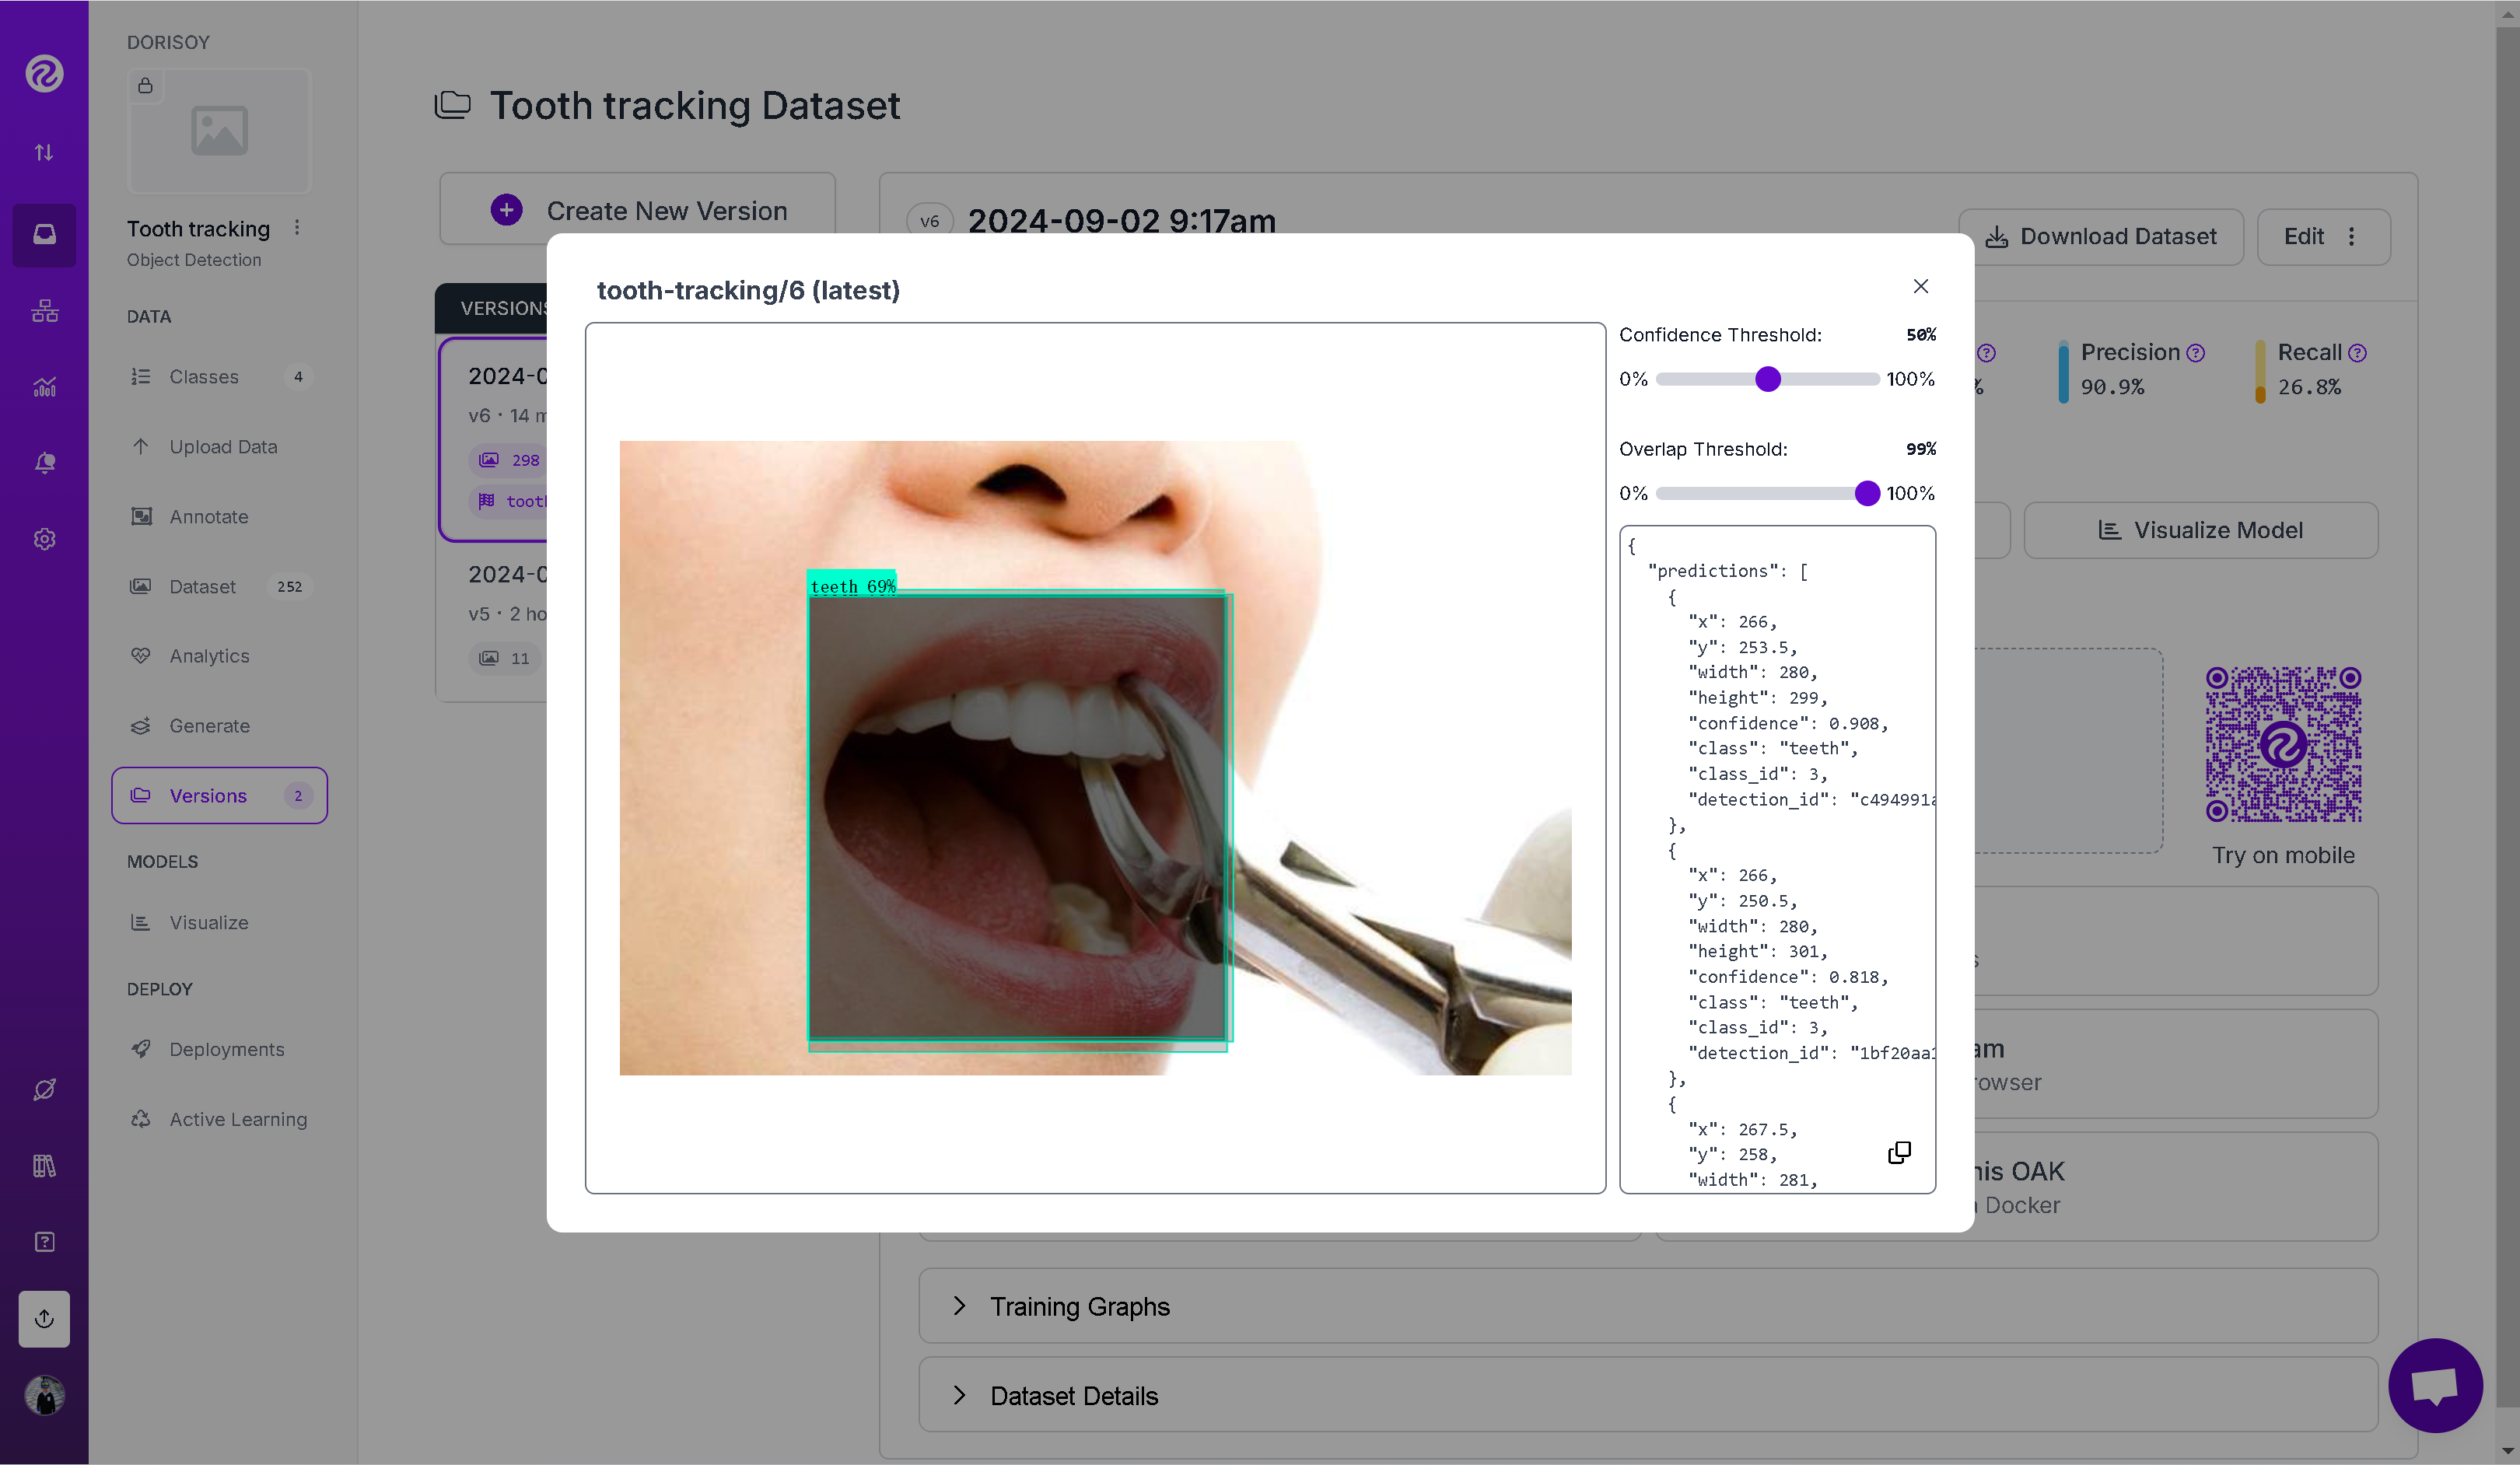 DORISOY
Tooth tracking
Object Detection
DATA
Classes 4
Upload Data
Annotate
Dataset 252
Analytics
Generate
Versions 2
MODELS
Visualize
DEPLOY
Deployments
Active Learning
Tooth tracking Dataset
Create New Version
VERSIONS
2024-0
v6 · 14 m
298
tooth
2024-0
v5 · 2 ho
11
v6 2024-09-02 9:17am
Download Dataset
Edit
Precision
90.9%
Recall
26.8%
%
Visualize Model
Try on mobile
s
am
rowser
nis OAK
Docker
Training Graphs
Dataset Details
tooth-tracking/6 (latest)
teeth 69%
Confidence Threshold: 50%
0% 100%
Overlap Threshold: 99%
0% 100%
{
"predictions": [
{
"x": 266,
"y": 253.5,
"width": 280,
"height": 299,
"confidence": 0.908,
"class": "teeth",
"class_id": 3,
"detection_id": "c494991a
},
{
"x": 266,
"y": 250.5,
"width": 280,
"height": 301,
"confidence": 0.818,
"class": "teeth",
"class_id": 3,
"detection_id": "1bf20aa1
},
{
"x": 267.5,
"y": 258,
"width": 281,